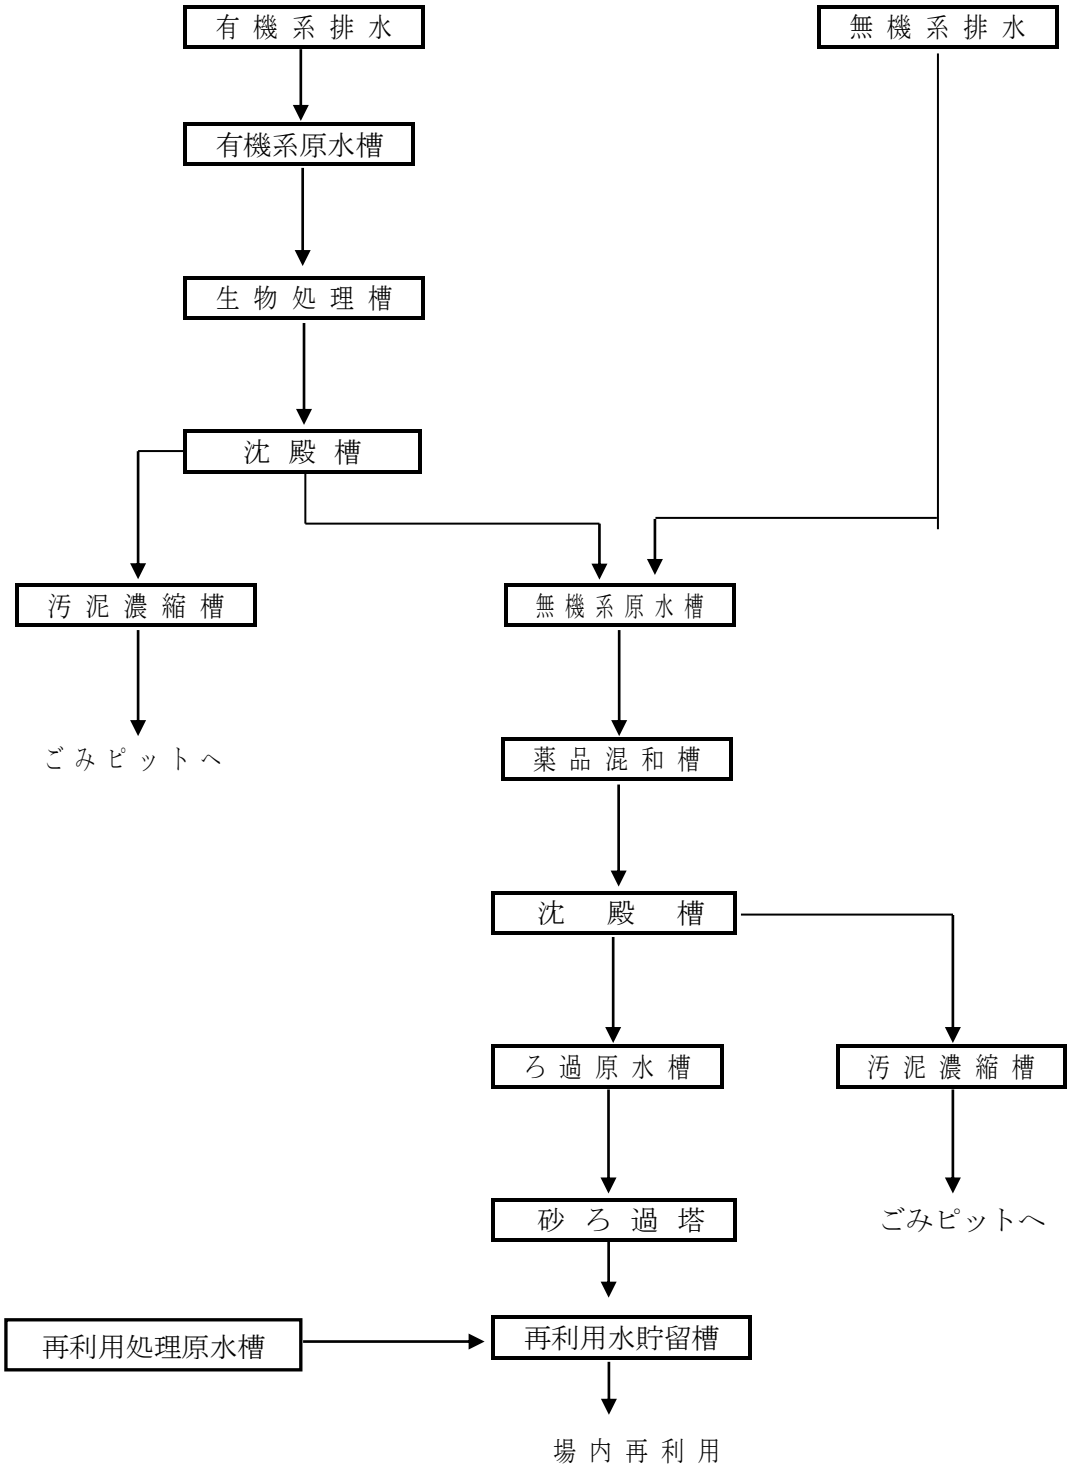 有機系排水
無機系排水
有機系原水槽
生物処理槽
沈殿槽
汚泥濃縮槽
無機系原水槽
ごみピットへ
薬品混和槽
沈殿槽
ろ過原水槽
汚泥濃縮槽
砂ろ過塔
ごみピットへ
再利用処理原水槽
再利用水貯留槽
場内再利用